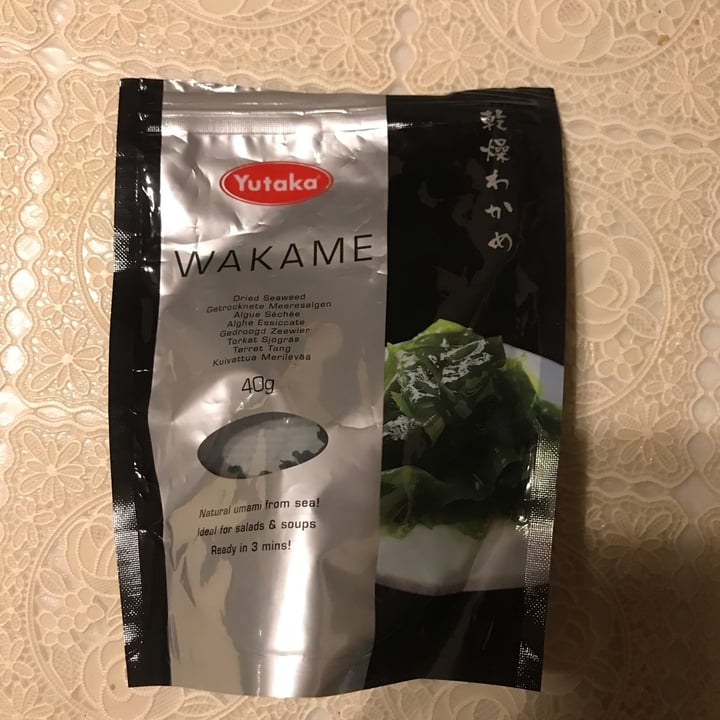 Yutaka®
WAKAME
Dried Seaweed
Getrocknete Meeresalgen
Algue Séchée
Alghe Essiccate
Gedroogd Zeewier
Torkat Sjögräs
Tørret Tang
Kuivattua Merilevää
40g
Natural umami from sea!
Ideal for salads & soups
Ready in 3 mins!
乾燥わかめ